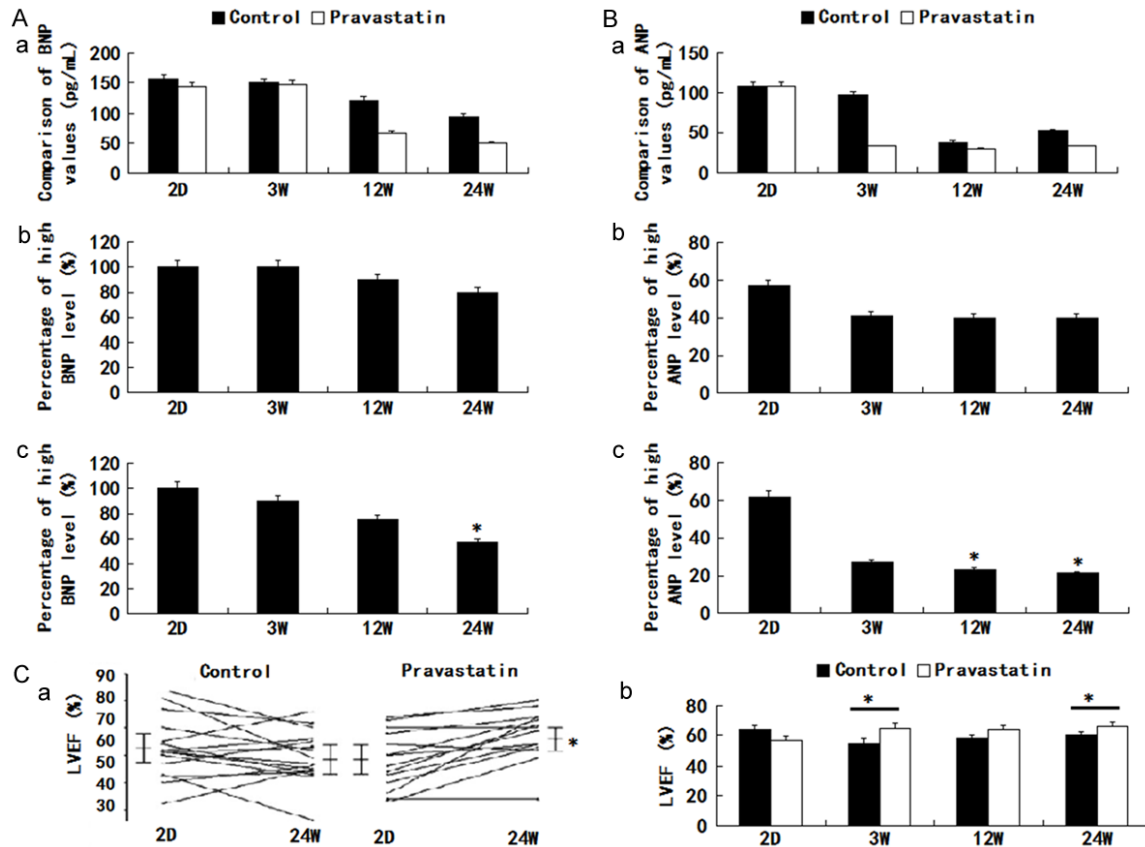 A
Control Pravastatin
a
Comparison of BNP
values (pg/mL)
200
150
100
50
0
2D 3W 12W 24W
b
Percentage of high
BNP level (%)
120
100
80
60
40
20
0
2D 3W 12W 24W
c
Percentage of high
BNP level (%)
120
100
80
60
40
20
0
*
2D 3W 12W 24W
B
Control Pravastatin
a
Comparison of ANP
values (pg/mL)
150
100
50
0
2D 3W 12W 24W
b
Percentage of high
ANP level (%)
80
60
40
20
0
2D 3W 12W 24W
c
Percentage of high
ANP level (%)
80
60
40
20
0
* *
2D 3W 12W 24W
C
a
Control Pravastatin
LVEF (%)
90
80
70
60
50
40
30
*
2D 24W 2D 24W
b
Control Pravastatin
LVEF (%)
80
60
40
20
0
* *
2D 3W 12W 24W